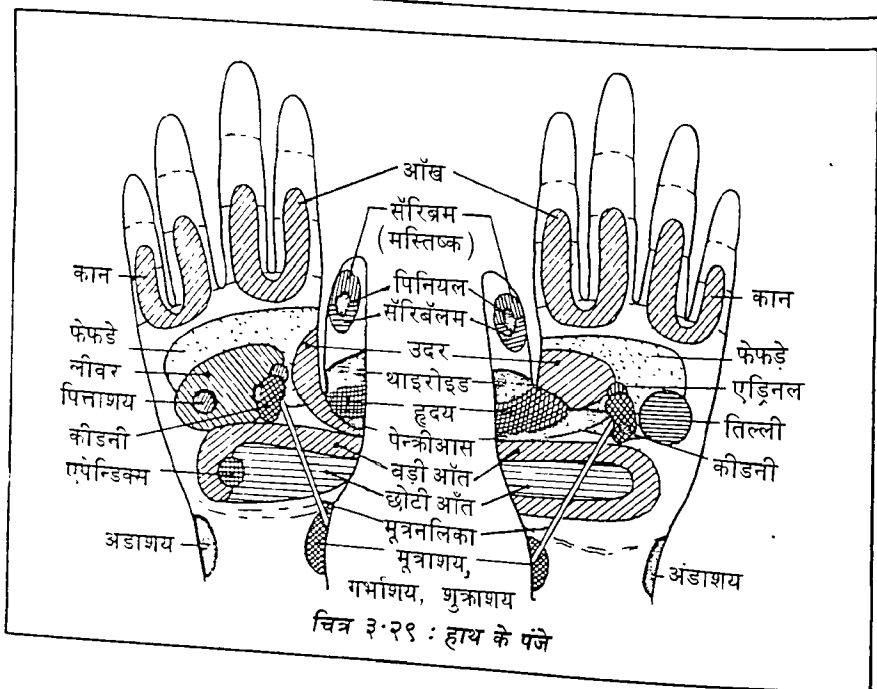 आँख
सॅरिब्रम
(मस्तिष्क)
पिनियल
सॅरिबॅलम
उदर
थाइरोइड
हृदय
पेन्क्रीआस
बड़ी आँत
छोटी आँत
मूत्रनलिका
मूत्राशय,
गर्भाशय, शुक्राशय
कान
फेफडे
लीवर
पित्ताशय
कीडनी
एपेन्डिक्स
अडाशय
कान
फेफड़े
एड्रिनल
तिल्ली
कीडनी
अंडाशय
चित्र ३·२९ : हाथ के पंजे